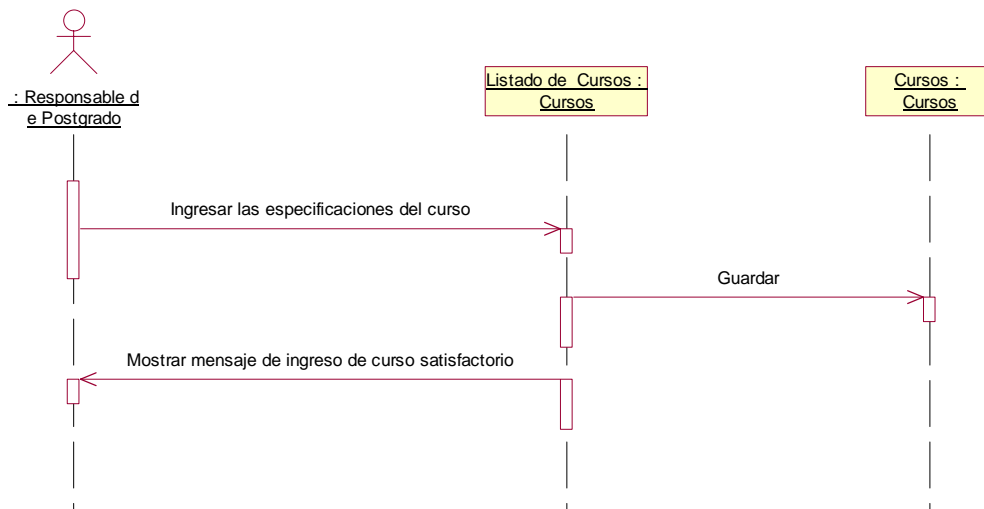 : Responsable d
e Postgrado
Listado de Cursos :
Cursos
Cursos :
Cursos
Ingresar las especificaciones del curso
Guardar
Mostrar mensaje de ingreso de curso satisfactorio